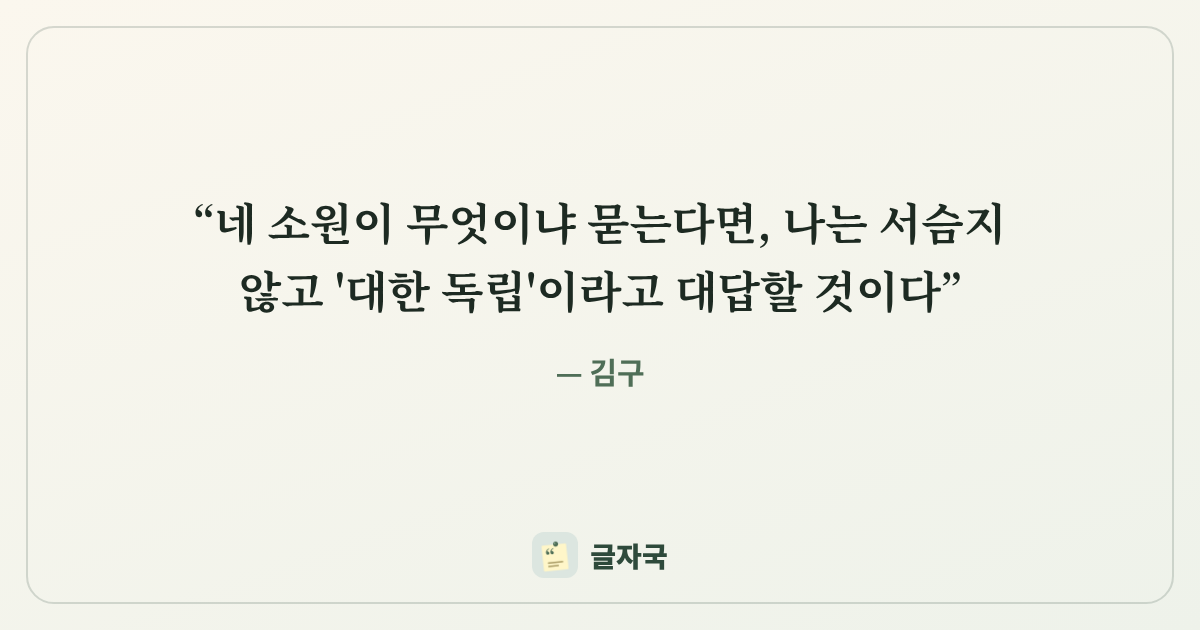 “네 소원이 무엇이냐 묻는다면, 나는 서슴지
않고 '대한 독립'이라고 대답할 것이다”
— 김구
글자국